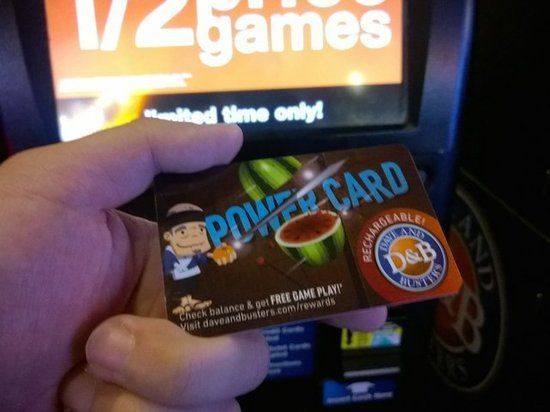 1/2 price
games
limited time only!
POWER CARD
RECHARGEABLE!
DAVE AND
D&B
BUSTER'S
Check balance & get FREE GAME PLAY!*
Visit daveandbusters.com/rewards